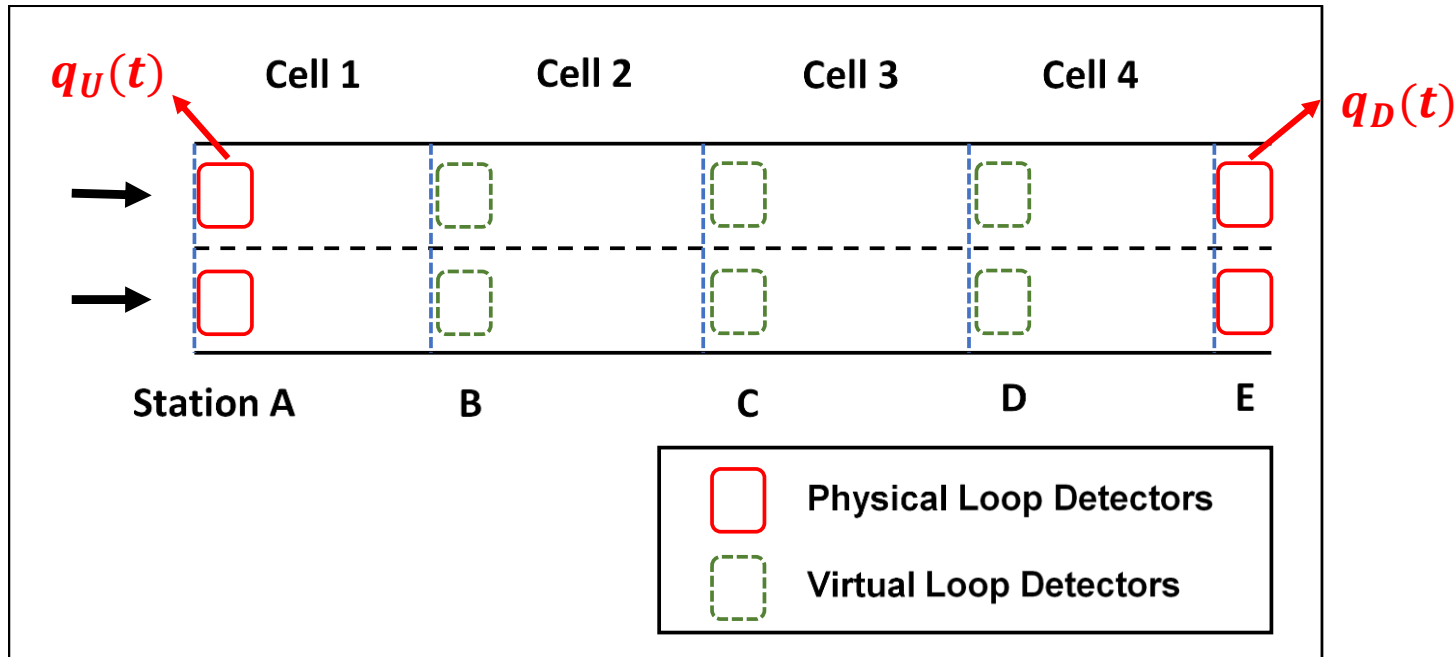 Cell 1 Cell 2 Cell 3 Cell 4
q_U(t)
q_D(t)
Station A B C D E
Physical Loop Detectors
Virtual Loop Detectors